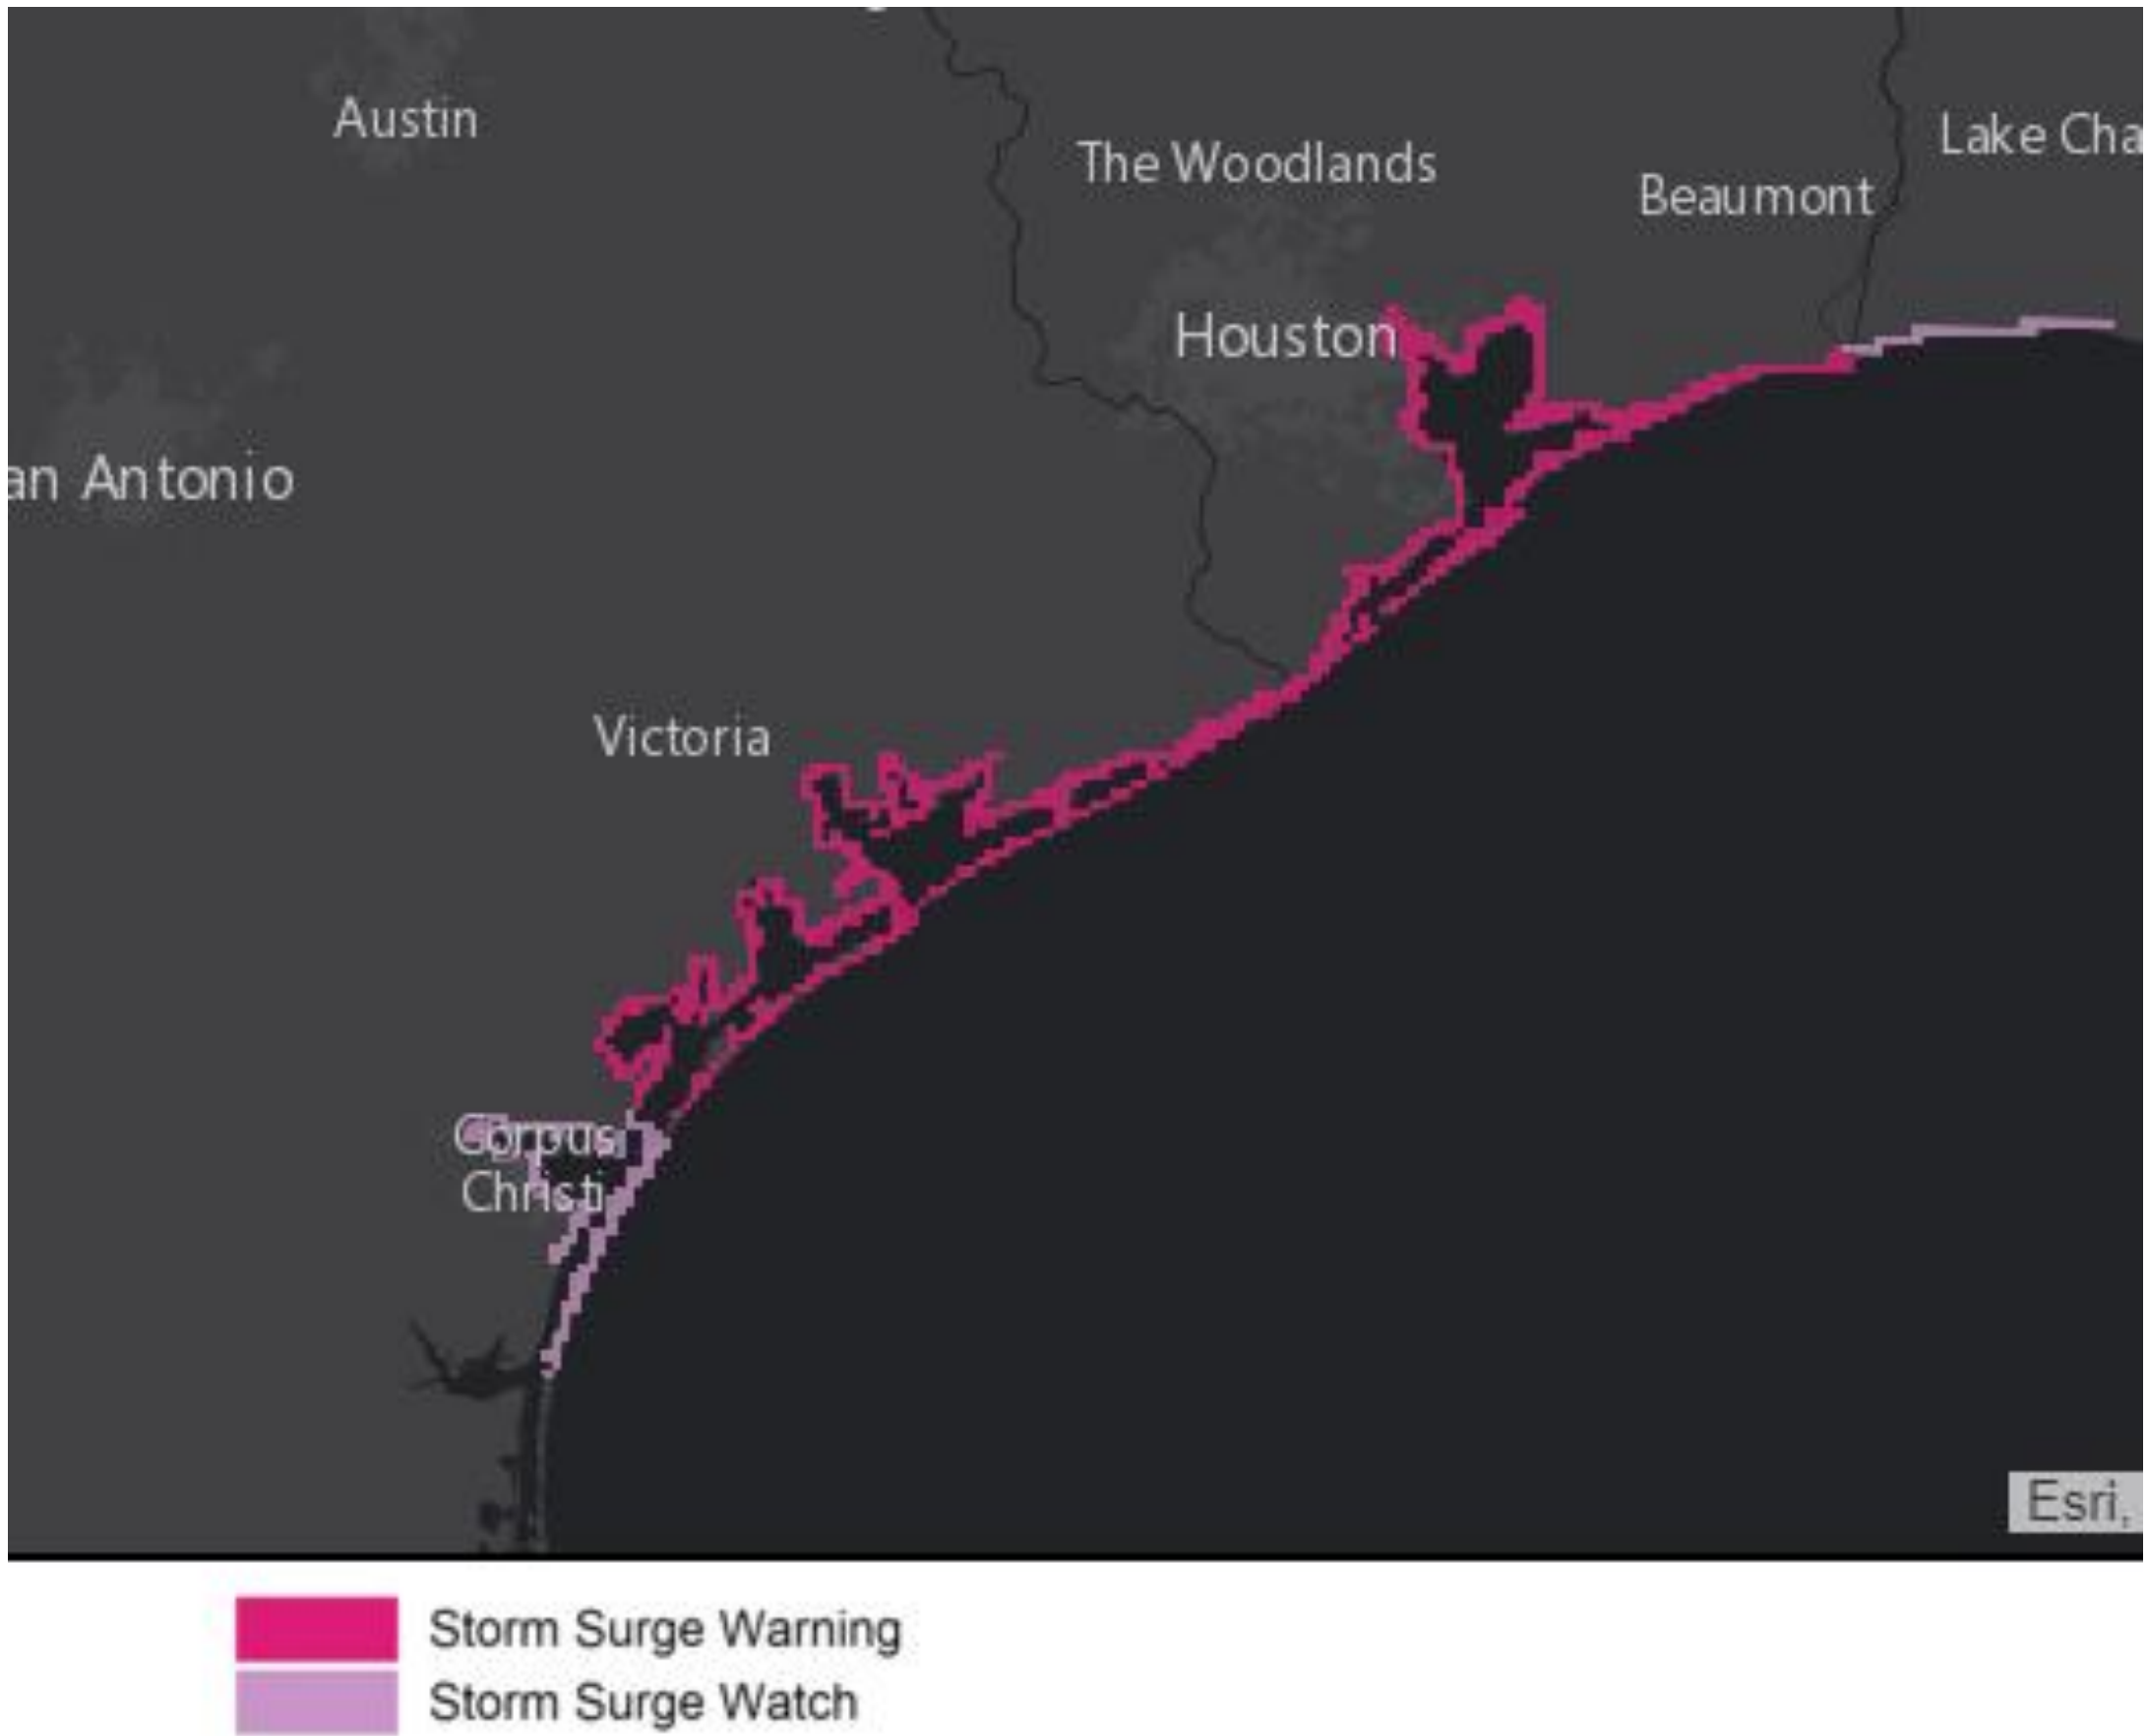 Austin
The Woodlands
Lake Cha
Beaumont
Houston
an Antonio
Victoria
Corpus
Christi
Esri,
Storm Surge Warning
Storm Surge Watch